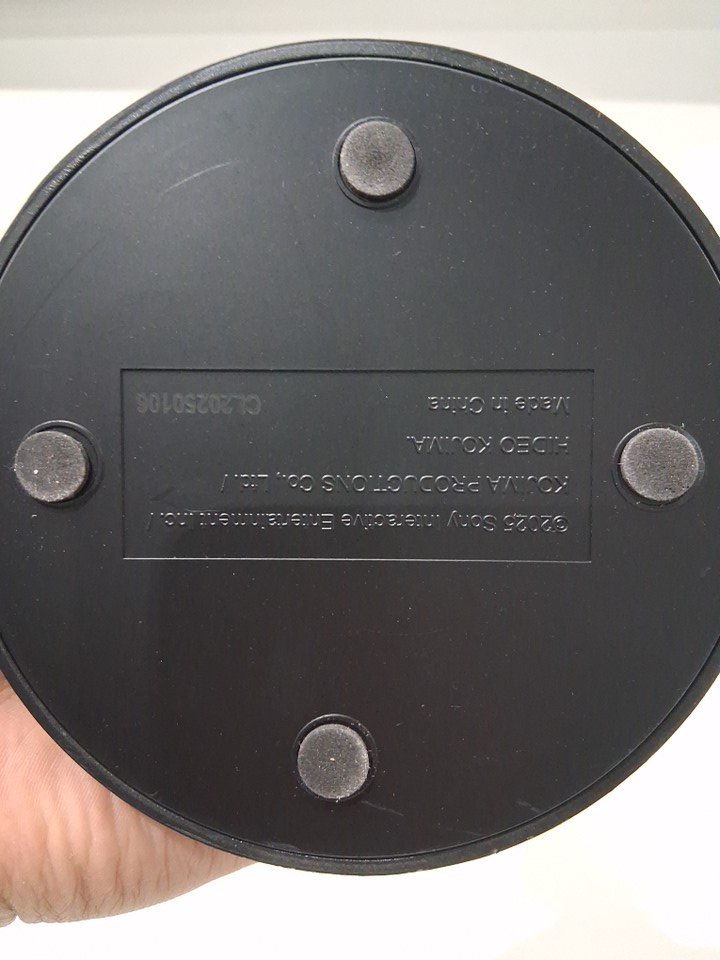 ©2025 Sony Interactive Entertainment Inc. /
KOJIMA PRODUCTIONS Co., Ltd. /
HIDEO KOJIMA.
Made in China CL20250106